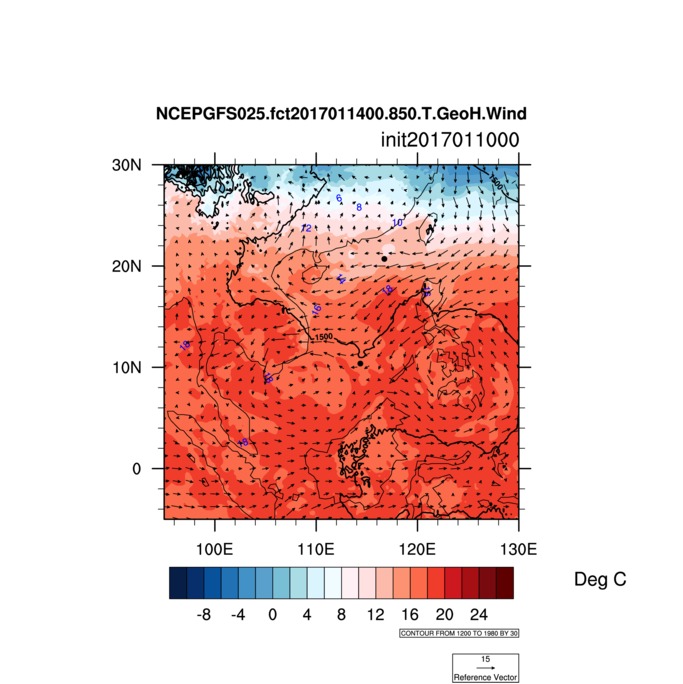 NCEPGFS025.fct2017011400.850.T.GeoH.Wind
init2017011000
30N
1500
6
8
10
12
20N
14
18
16
18
1500
10N
18
0
100E 110E 120E 130E
Deg C
-8 -4 0 4 8 12 16 20 24
CONTOUR FROM 1200 TO 1980 BY 30
15
Reference Vector